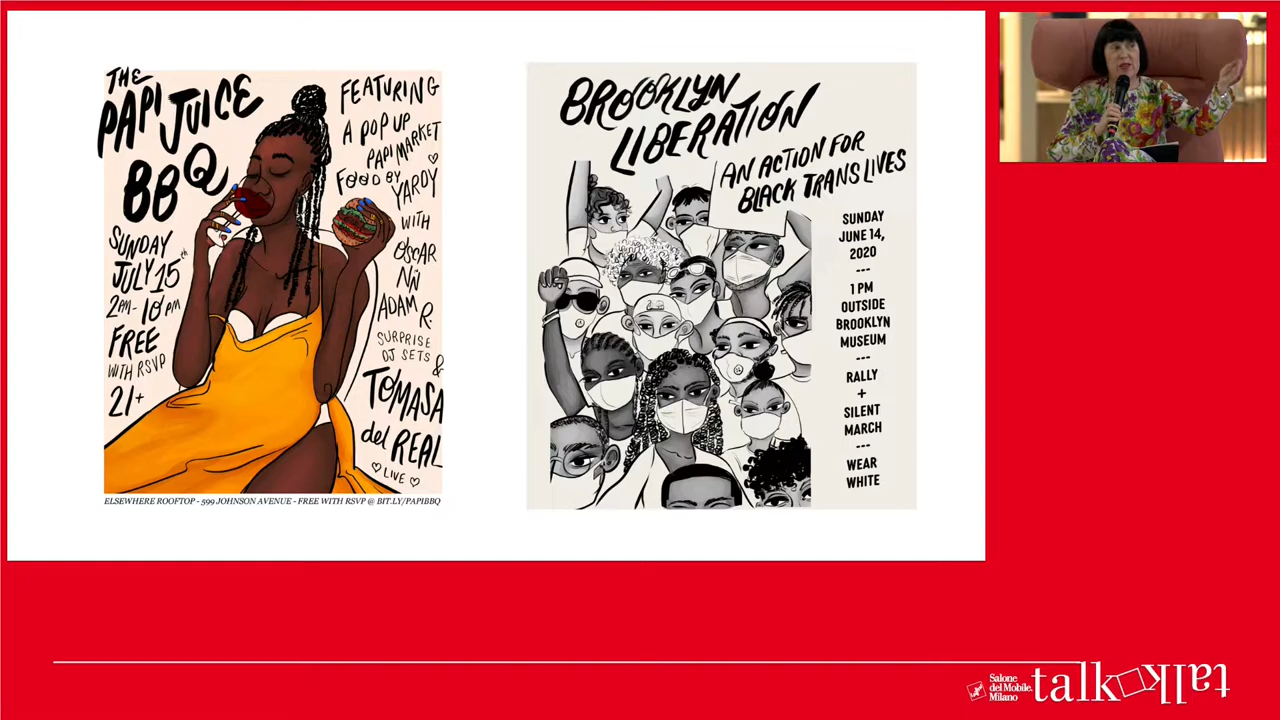 THE
PAPI JUICE
BBQ
SUNDAY
JULY 15th
2PM-10PM
FREE
WITH RSVP
21+
FEATURING
A POP UP
PAPI MARKET
FOOD BY
YARDY
WITH
OSCAR
NÑ
ADAM R.
SURPRISE
DJ SETS
&
TOMASA
del REAL
LIVE
ELSEWHERE ROOFTOP - 599 JOHNSON AVENUE - FREE WITH RSVP @ BIT.LY/PAPIBBQ
BROOKLYN
LIBERATION
AN ACTION FOR
BLACK TRANS LIVES
SUNDAY
JUNE 14,
2020
---
1 PM
OUTSIDE
BROOKLYN
MUSEUM
---
RALLY
+
SILENT
MARCH
---
WEAR
WHITE
Salone
del Mobile.
Milano
talk talk